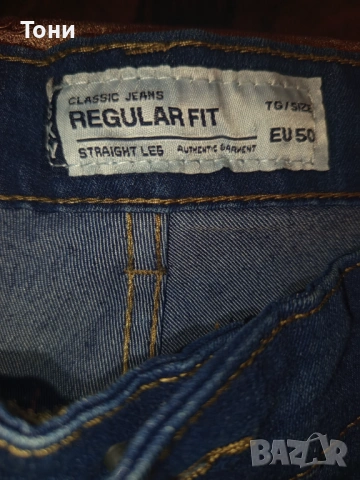 Тони
CLASSIC JEANS
REGULAR FIT
STRAIGHT LEG AUTHENTIC GARMENT
TG/SIZE
EU 50
BAZAR